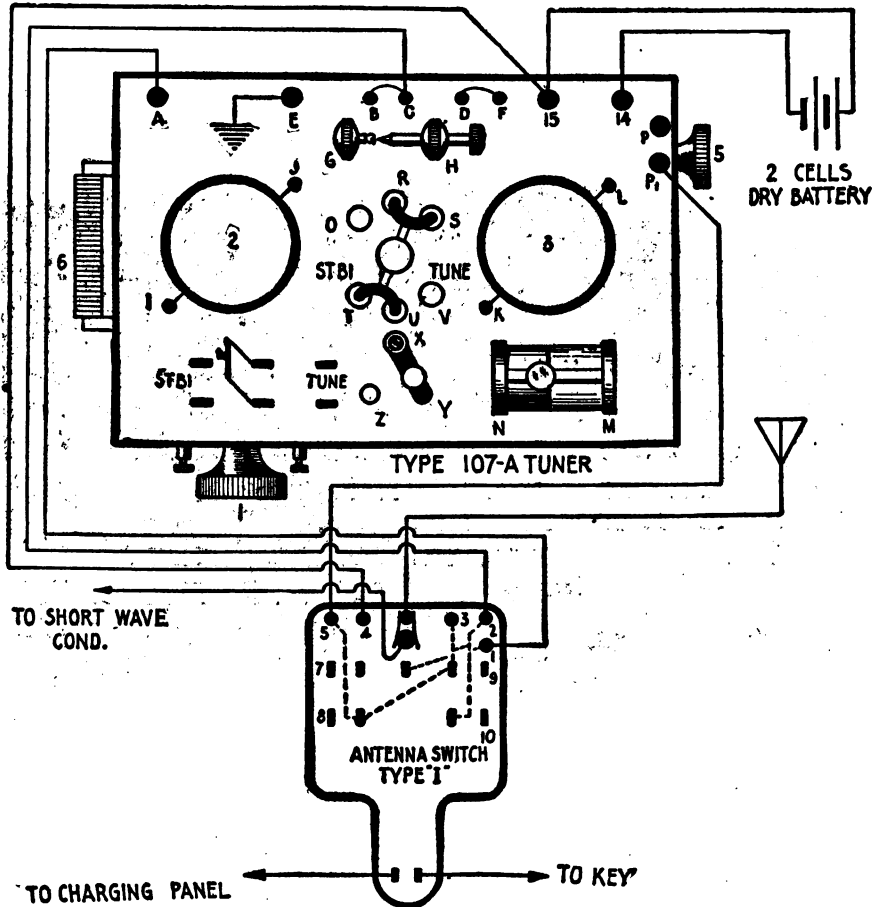 A
E
B
C
D
F
15
14
P
5
P1
2 CELLS
DRY BATTERY
G
H
J
R
L
2
O
S
3
6
STBI
TUNE
I
T
U
V
K
X
W
STBI
TUNE
Z
Y
N
M
1
TYPE 107-A TUNER
TO SHORT WAVE
COND.
5
4
3
2
1
7
9
8
10
ANTENNA SWITCH
TYPE "I"
TO CHARGING PANEL
TO KEY